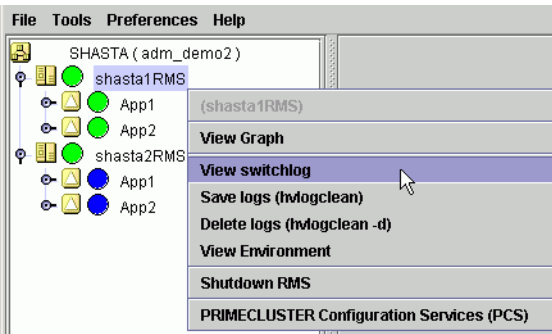 File Tools Preferences Help
SHASTA ( adm_demo2 )
shasta1RMS
App1
App2
shasta2RMS
App1
App2
(shasta1RMS)
View Graph
View switchlog
Save logs (hvlogclean)
Delete logs (hvlogclean -d)
View Environment
Shutdown RMS
PRIMECLUSTER Configuration Services (PCS)